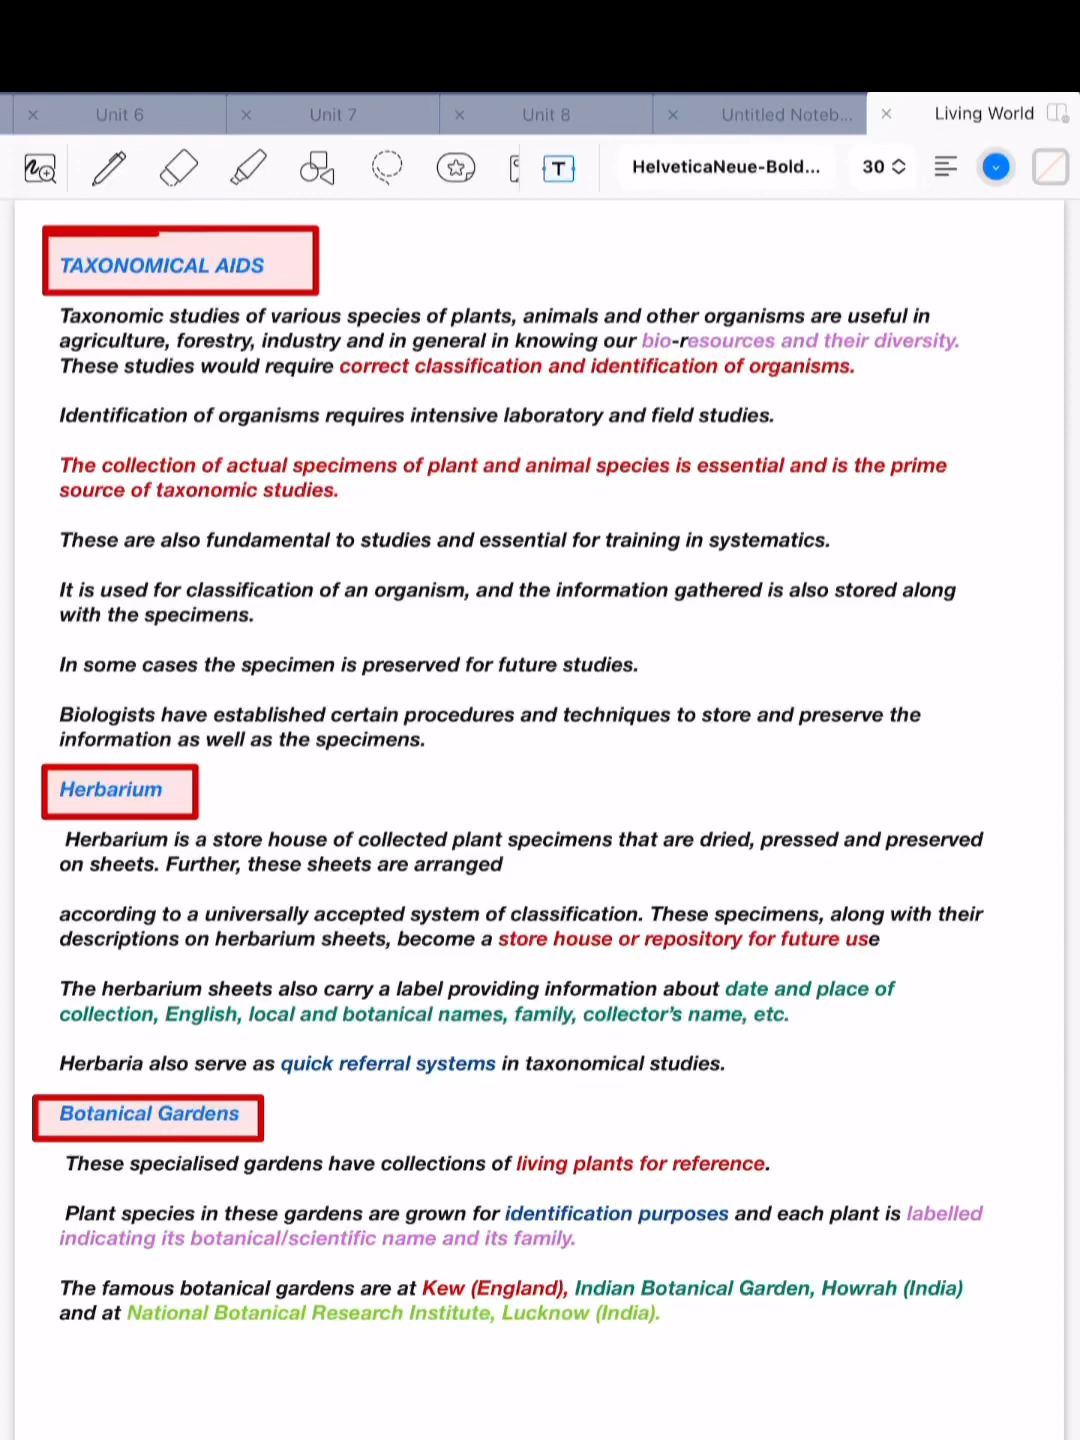 Unit 6
Unit 7
Unit 8
Untitled Noteb...
Living World
T
HelveticaNeue-Bold...
30
TAXONOMICAL AIDS
Taxonomic studies of various species of plants, animals and other organisms are useful in
agriculture, forestry, industry and in general in knowing our bio-resources and their diversity.
These studies would require correct classification and identification of organisms.
Identification of organisms requires intensive laboratory and field studies.
The collection of actual specimens of plant and animal species is essential and is the prime
source of taxonomic studies.
These are also fundamental to studies and essential for training in systematics.
It is used for classification of an organism, and the information gathered is also stored along
with the specimens.
In some cases the specimen is preserved for future studies.
Biologists have established certain procedures and techniques to store and preserve the
information as well as the specimens.
Herbarium
Herbarium is a store house of collected plant specimens that are dried, pressed and preserved
on sheets. Further, these sheets are arranged
according to a universally accepted system of classification. These specimens, along with their
descriptions on herbarium sheets, become a store house or repository for future use
The herbarium sheets also carry a label providing information about date and place of
collection, English, local and botanical names, family, collector's name, etc.
Herbaria also serve as quick referral systems in taxonomical studies.
Botanical Gardens
These specialised gardens have collections of living plants for reference.
Plant species in these gardens are grown for identification purposes and each plant is labelled
indicating its botanical/scientific name and its family.
The famous botanical gardens are at Kew (England), Indian Botanical Garden, Howrah (India)
and at National Botanical Research Institute, Lucknow (India).